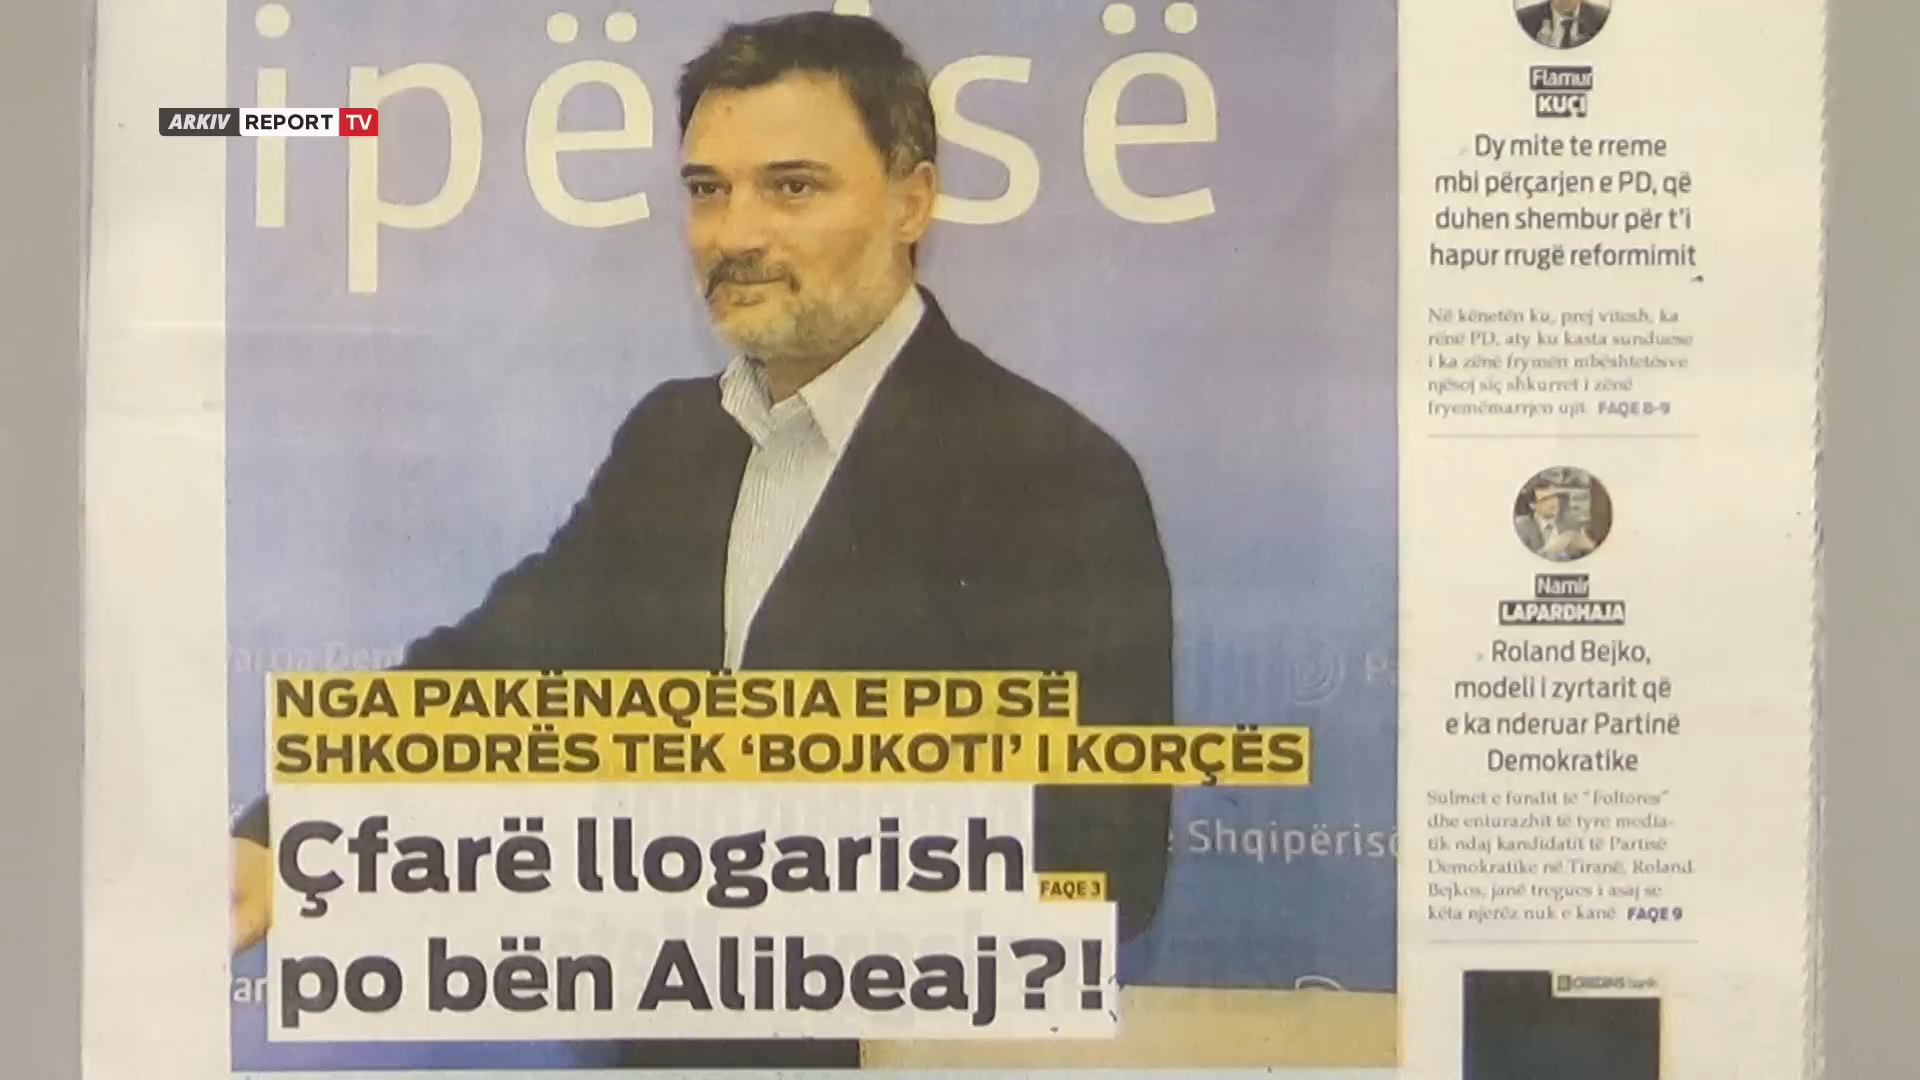 ARKIV REPORT TV
NGA PAKËNAQËSIA E PD SË
SHKODRËS TEK ‘BOJKOTI’ I KORÇËS
Çfarë llogarish
FAQE 3
po bën Alibeaj?!
Shqipërisë
Flamur
KUÇI
Dy mite te rreme
mbi përçarjen e PD, që
duhen shembur për t’i
hapur rrugë reformimit
Në kënetën ku, prej vitesh, ka
rënë PD, aty ku kasta sunduese
i ka zënë frymën mbështetësve
njësoj siç shkurret i zënë
fryemëmarrjen ujit FAQE 8-9
Namir
LAPARDHAJA
Roland Bejko,
modeli i zyrtarit që
e ka nderuar Partinë
Demokratike
Sulmet e fundit të “Foltores”
dhe enturazhit të tyre media-
tik ndaj kandidatit të Partisë
Demokratike në Tiranë, Roland
Bejkos, janë tregues i asaj se
këta njerëz nuk e kanë FAQE 9